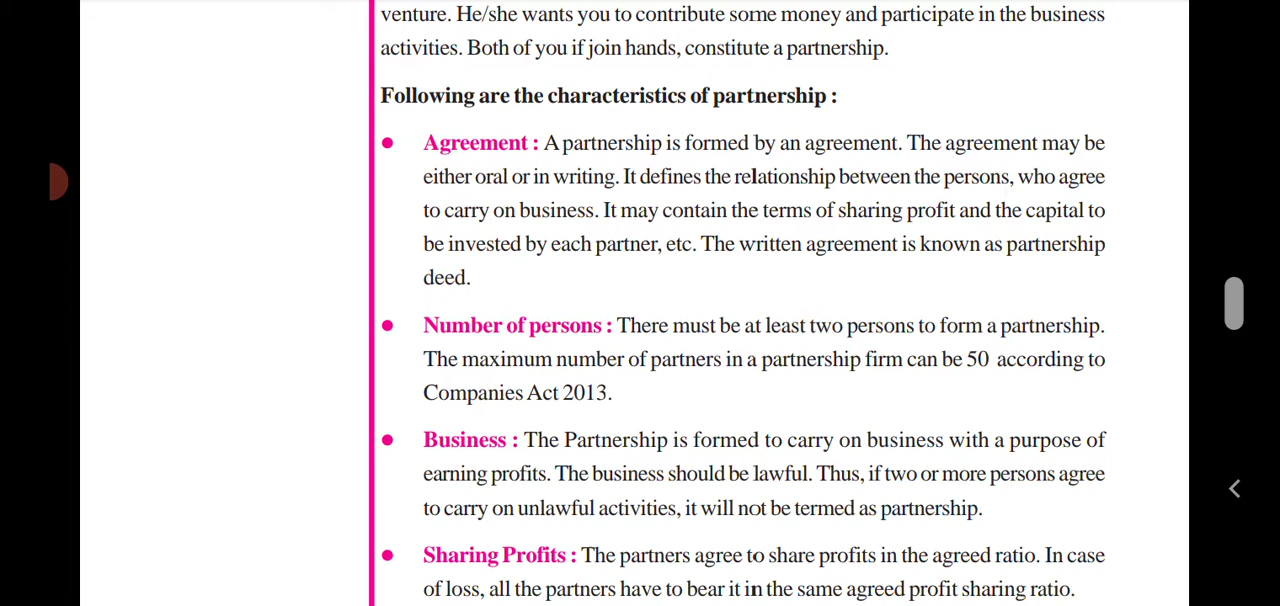 venture. He/she wants you to contribute some money and participate in the business
activities. Both of you if join hands, constitute a partnership.
Following are the characteristics of partnership :
● Agreement : A partnership is formed by an agreement. The agreement may be
either oral or in writing. It defines the relationship between the persons, who agree
to carry on business. It may contain the terms of sharing profit and the capital to
be invested by each partner, etc. The written agreement is known as partnership
deed.
● Number of persons : There must be at least two persons to form a partnership.
The maximum number of partners in a partnership firm can be 50 according to
Companies Act 2013.
● Business : The Partnership is formed to carry on business with a purpose of
earning profits. The business should be lawful. Thus, if two or more persons agree
to carry on unlawful activities, it will not be termed as partnership.
● Sharing Profits : The partners agree to share profits in the agreed ratio. In case
of loss, all the partners have to bear it in the same agreed profit sharing ratio.